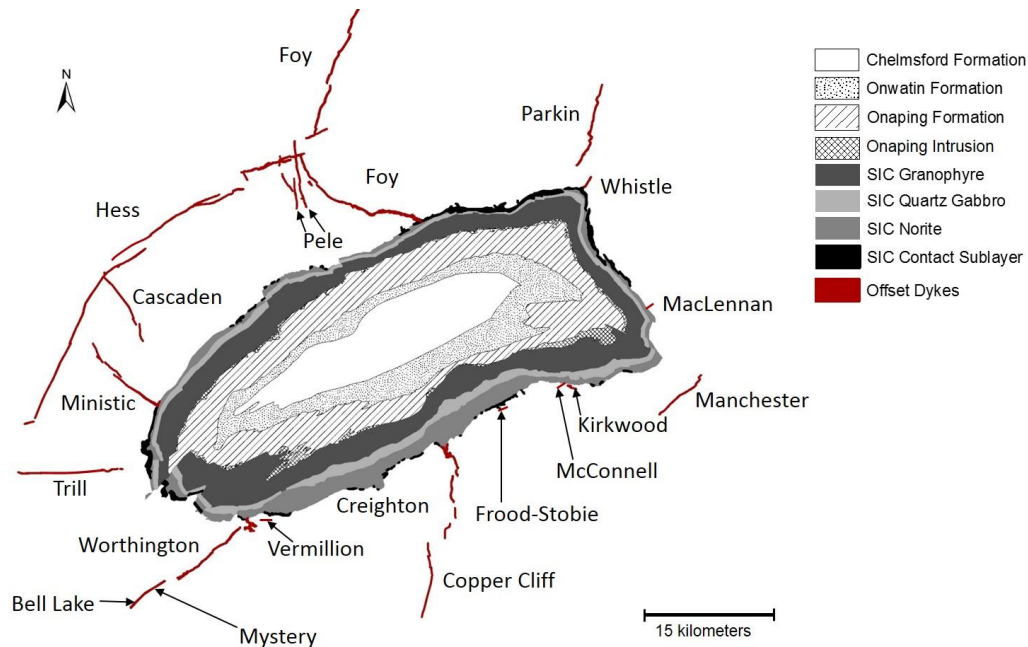 Foy
N
Parkin
Whistle
Foy
Hess
Pele
Cascaden
MacLennan
Ministic
Manchester
Kirkwood
McConnell
Trill
Creighton
Frood-Stobie
Worthington
Vermillion
Copper Cliff
Bell Lake
Mystery
15 kilometers
Chelmsford Formation
Onwatin Formation
Onaping Formation
Onaping Intrusion
SIC Granophyre
SIC Quartz Gabbro
SIC Norite
SIC Contact Sublayer
Offset Dykes